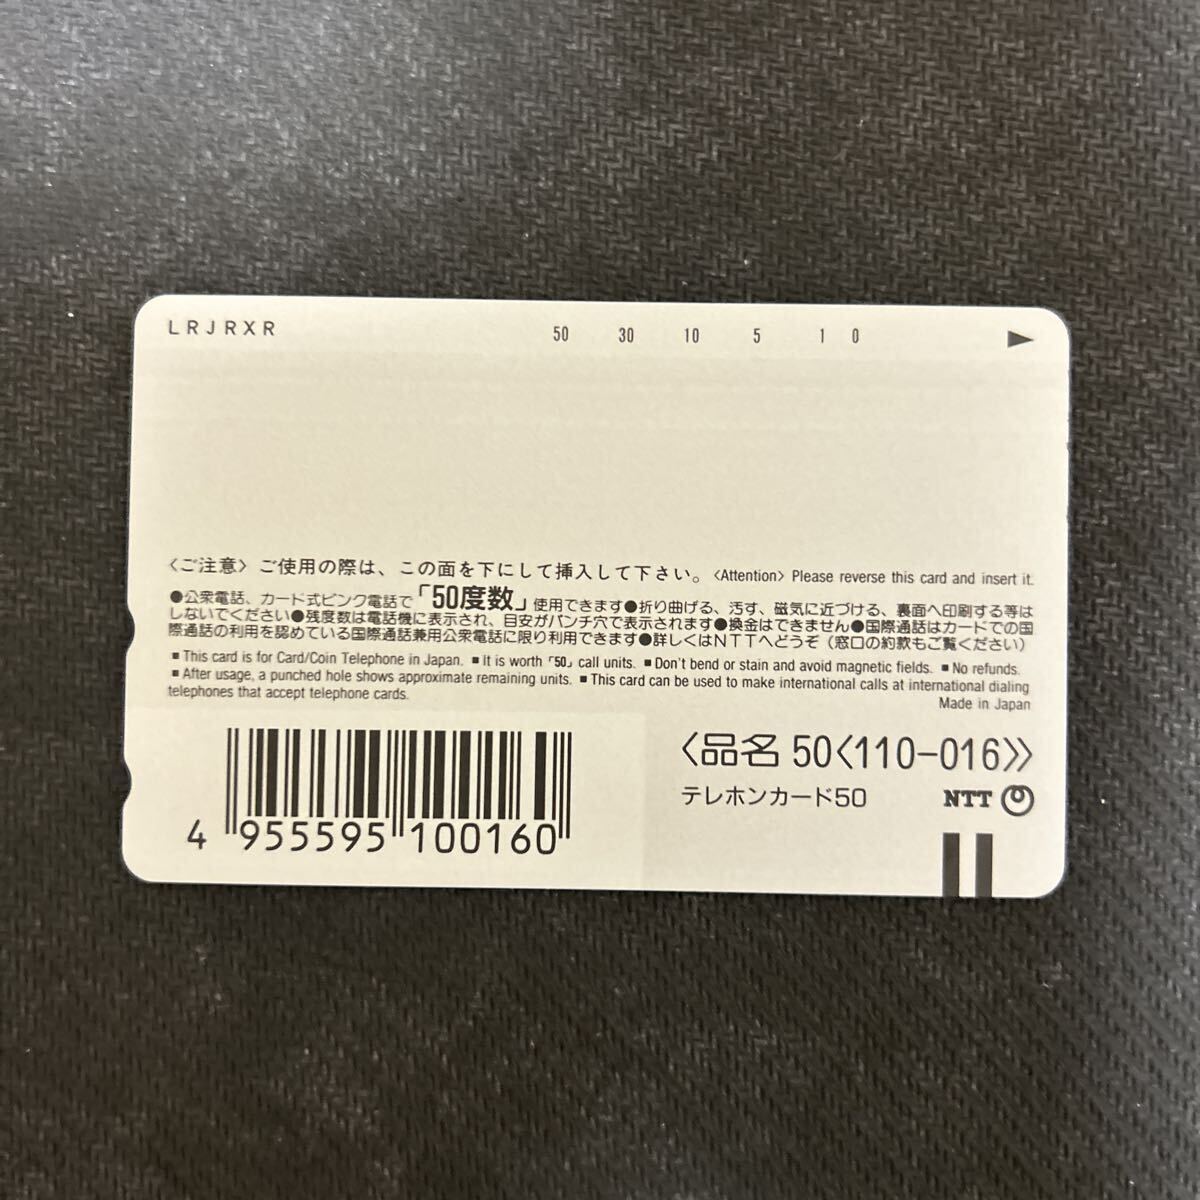 LRJRXR 50 30 10 5 1 0 ▶
〈ご注意〉ご使用の際は、この面を下にして挿入して下さい。〈Attention〉Please reverse this card and insert it.
●公衆電話、カード式ピンク電話で「50度数」使用できます●折り曲げる、汚す、磁気に近づける、裏面へ印刷する等は
しないでください●残度数は電話機に表示され、目安がパンチ穴で表示されます●換金はできません●国際通話はカードでの国
際通話の利用を認めている国際通話兼用公衆電話に限り利用できます●詳しくはNTTへどうぞ（窓口の約款もご覧ください）
■This card is for Card/Coin Telephone in Japan. ■It is worth「50」call units. ■Don't bend or stain and avoid magnetic fields. ■No refunds.
■After usage, a punched hole shows approximate remaining units. ■This card can be used to make international calls at international dialing
telephones that accept telephone cards.
Made in Japan
〈品名 50〈110-016〉〉
テレホンカード50 NTT
4 955595 100160